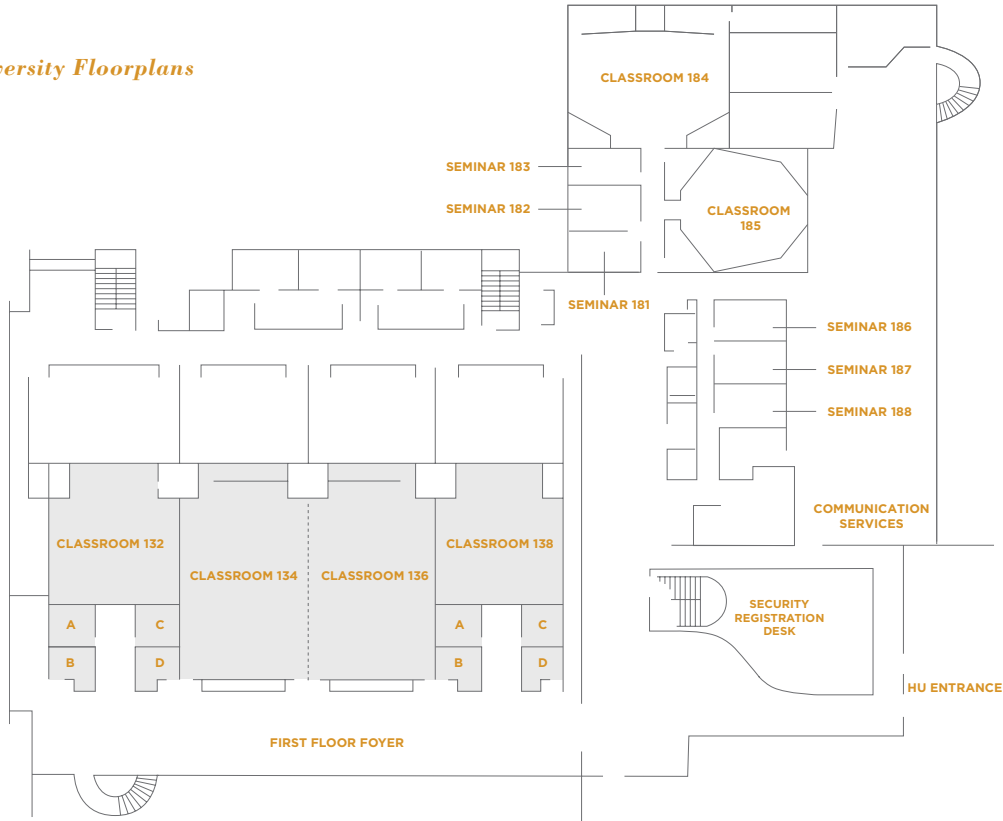 ersity Floorplans
CLASSROOM 184
SEMINAR 183
SEMINAR 182
CLASSROOM
185
SEMINAR 181
SEMINAR 186
SEMINAR 187
SEMINAR 188
COMMUNICATION
SERVICES
CLASSROOM 132
CLASSROOM 138
CLASSROOM 134
CLASSROOM 136
SECURITY
REGISTRATION
DESK
A
C
A
C
B
D
B
D
HU ENTRANCE
FIRST FLOOR FOYER